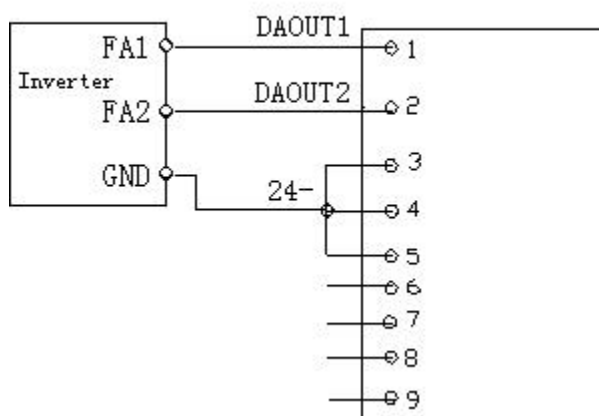 DAOUT1
FA1 1
Inverter
DAOUT2
FA2 2
3
GND
24- 4
5
6
7
8
9